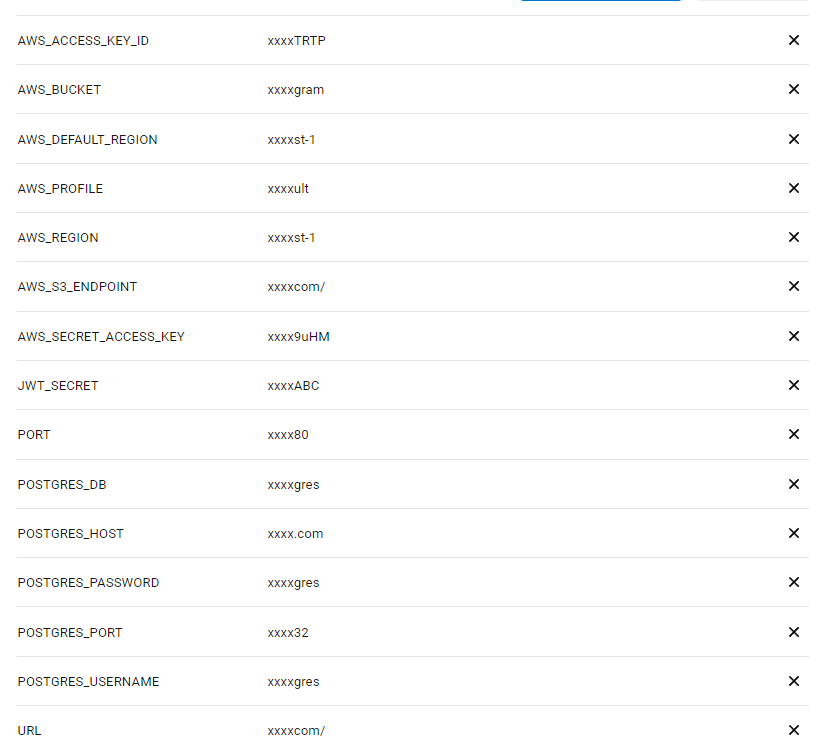 AWS_ACCESS_KEY_ID xxxxTRTP
AWS_BUCKET xxxxgram
AWS_DEFAULT_REGION xxxxst-1
AWS_PROFILE xxxxult
AWS_REGION xxxxst-1
AWS_S3_ENDPOINT xxxxcom/
AWS_SECRET_ACCESS_KEY xxxx9uHM
JWT_SECRET xxxxABC
PORT xxxx80
POSTGRES_DB xxxxgres
POSTGRES_HOST xxxx.com
POSTGRES_PASSWORD xxxxgres
POSTGRES_PORT xxxx32
POSTGRES_USERNAME xxxxgres
URL xxxxcom/